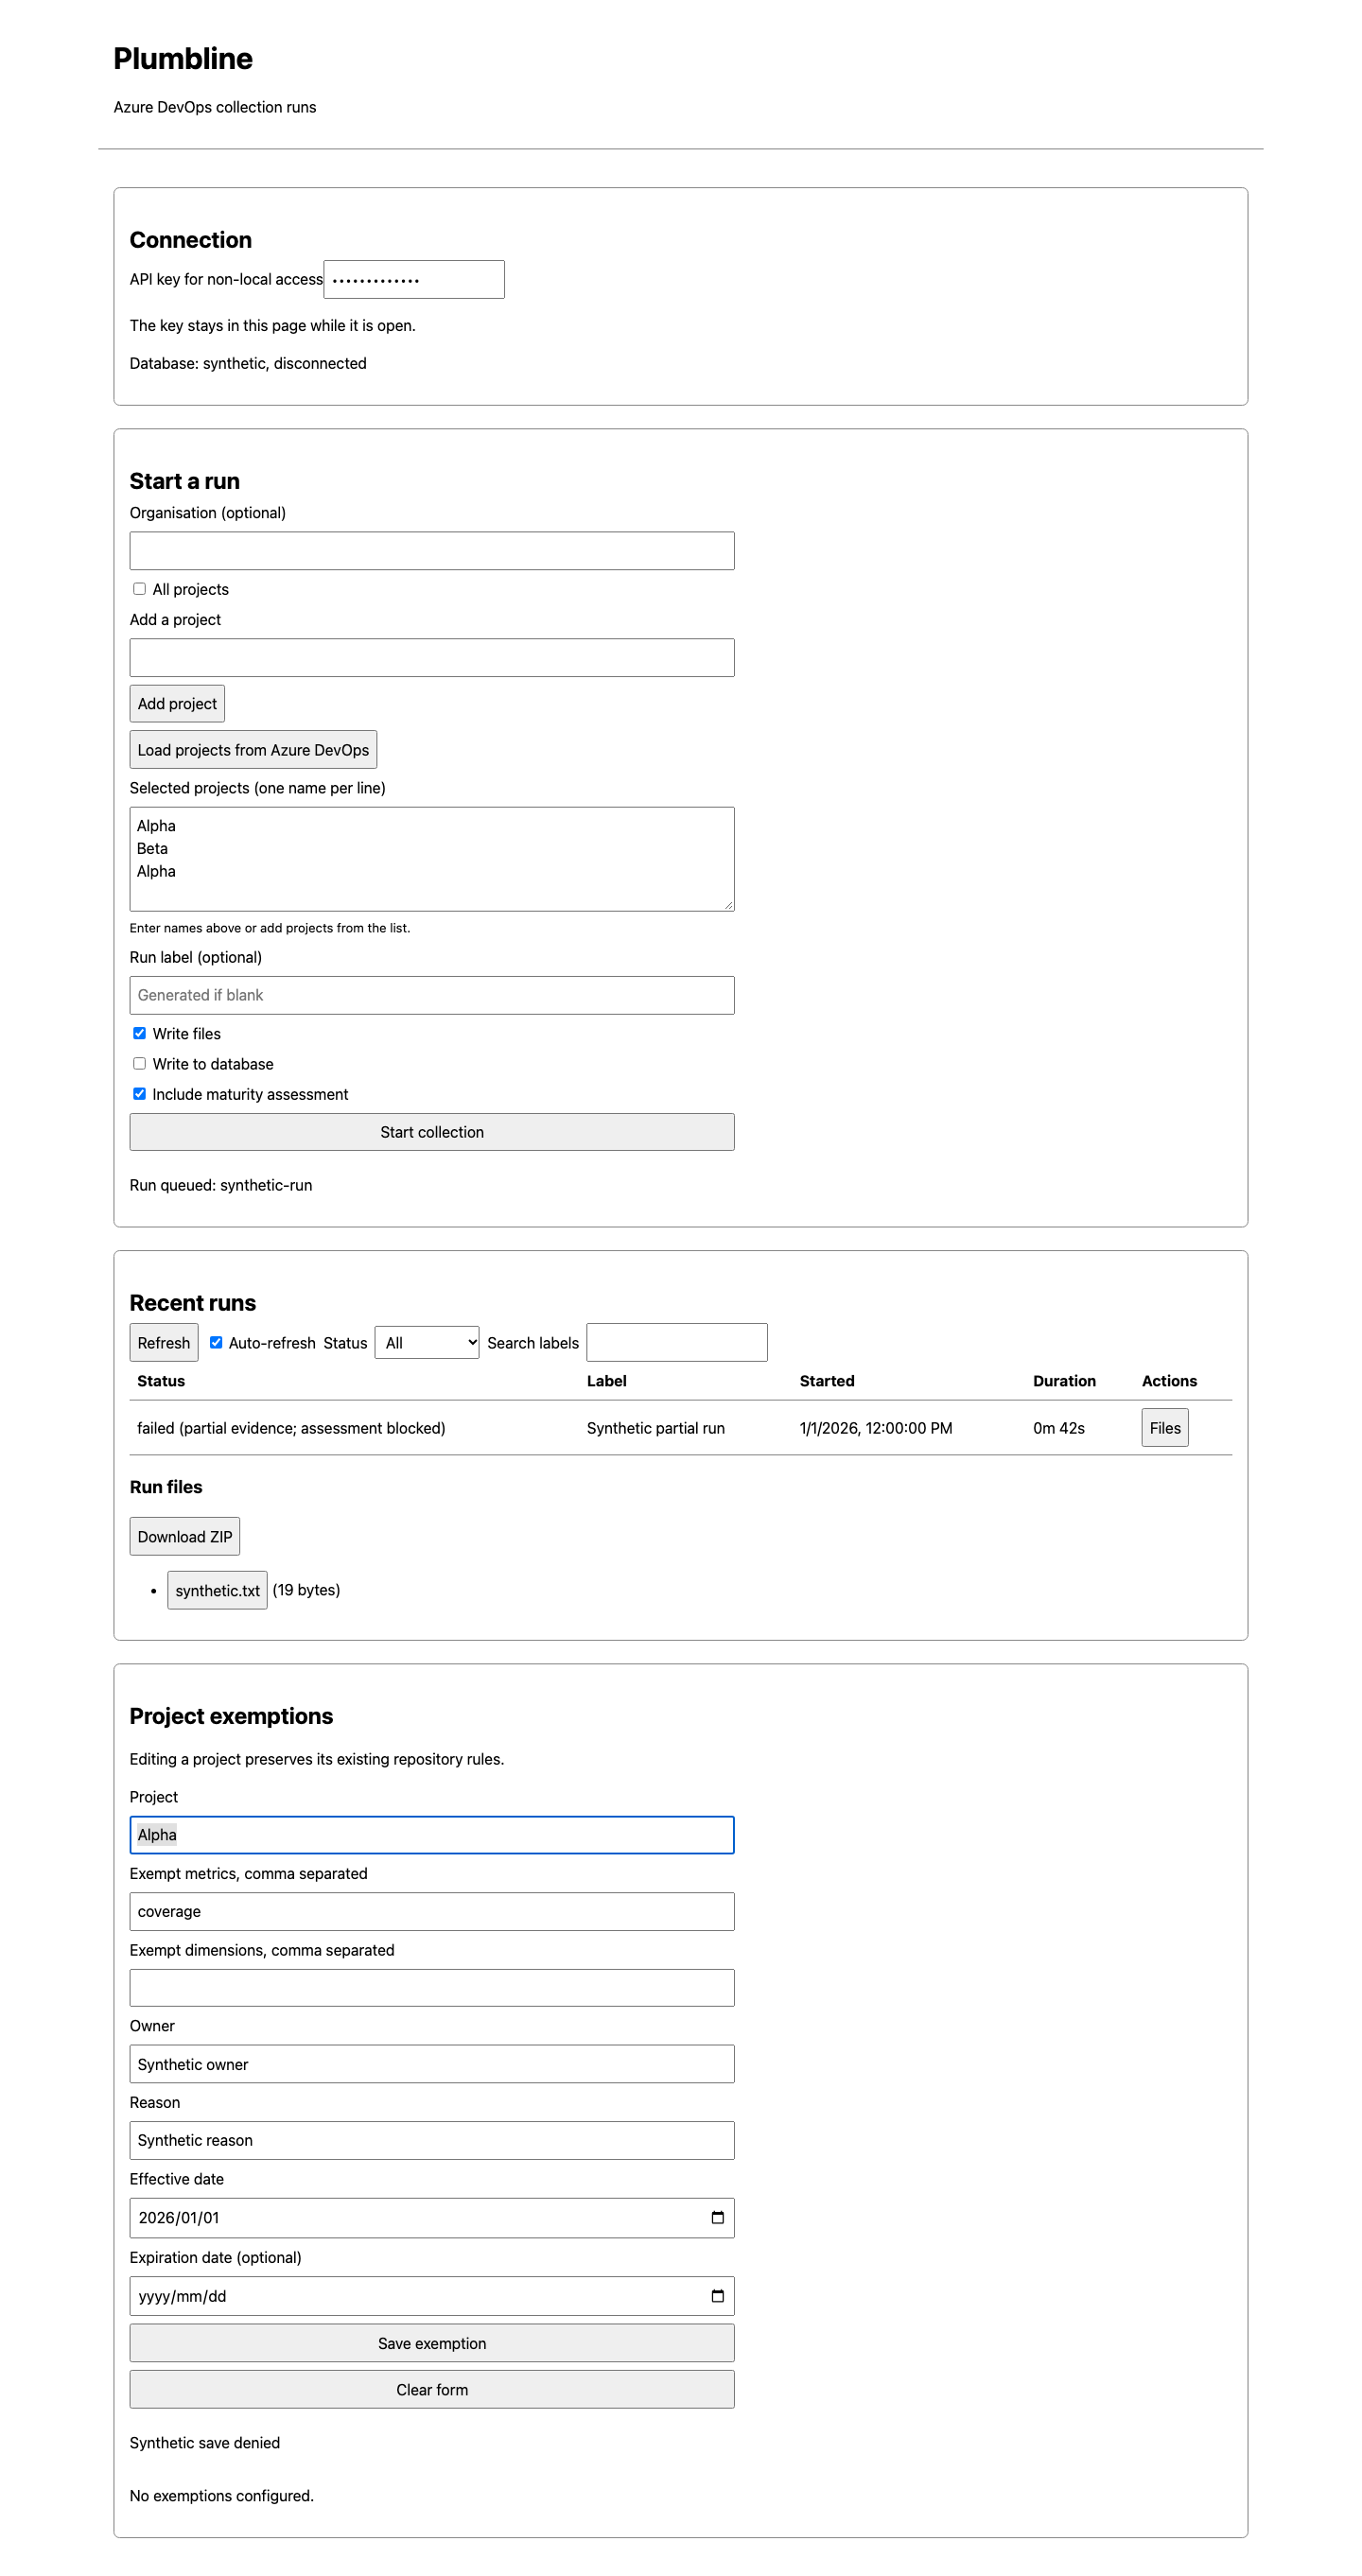 Plumbline
Azure DevOps collection runs
Connection
API key for non-local access •••••••••••••
The key stays in this page while it is open.
Database: synthetic, disconnected
Start a run
Organisation (optional)
All projects
Add a project
Add project
Load projects from Azure DevOps
Selected projects (one name per line)
Alpha
Beta
Alpha
Enter names above or add projects from the list.
Run label (optional)
Generated if blank
Write files
Write to database
Include maturity assessment
Start collection
Run queued: synthetic-run
Recent runs
Refresh Auto-refresh Status All Search labels
Status Label Started Duration Actions
failed (partial evidence; assessment blocked) Synthetic partial run 1/1/2026, 12:00:00 PM 0m 42s Files
Run files
Download ZIP
• synthetic.txt (19 bytes)
Project exemptions
Editing a project preserves its existing repository rules.
Project
Alpha
Exempt metrics, comma separated
coverage
Exempt dimensions, comma separated
Owner
Synthetic owner
Reason
Synthetic reason
Effective date
2026/01/01
Expiration date (optional)
yyyy/mm/dd
Save exemption
Clear form
Synthetic save denied
No exemptions configured.